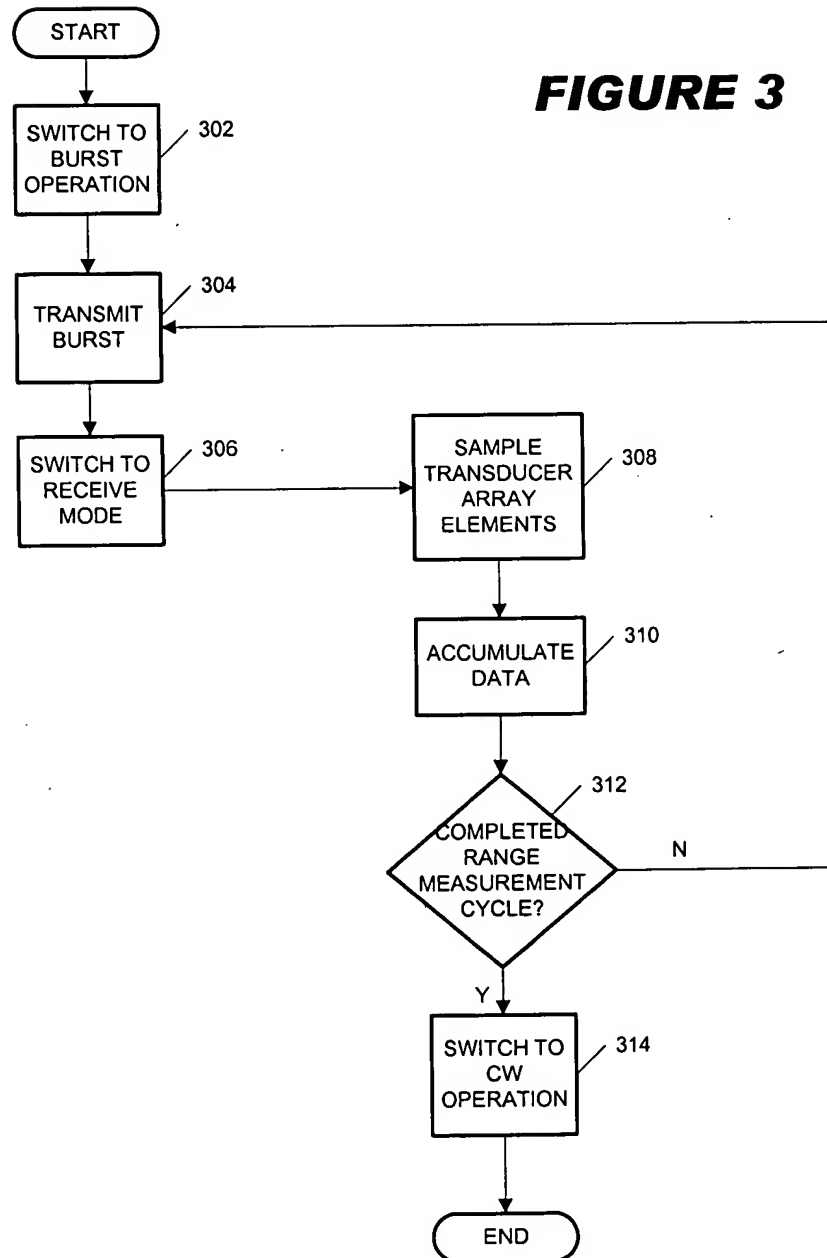 START
FIGURE 3
SWITCH TO
BURST
OPERATION
302
TRANSMIT
BURST
304
SWITCH TO
RECEIVE
MODE
306
SAMPLE
TRANSDUCER
ARRAY
ELEMENTS
308
ACCUMULATE
DATA
310
COMPLETED
RANGE
MEASUREMENT
CYCLE?
312
N
Y
SWITCH TO
CW
OPERATION
314
END